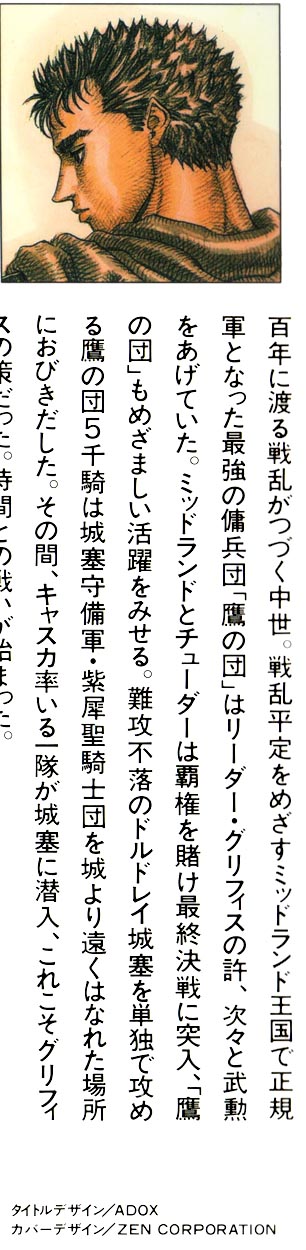 百年に渡る戦乱がつづく中世。戦乱平定をめざすミッドランド王国で正規
軍となった最強の傭兵団「鷹の団」はリーダー・グリフィスの許、次々と武勲
をあげていた。ミッドランドとチューダーは覇権を賭け最終決戦に突入、「鷹
の団」もめざましい活躍をみせる。難攻不落のドルドレイ城塞を単独で攻め
る鷹の団5千騎は城塞守備軍・紫犀聖騎士団を城より遠くはなれた場所
におびきだした。その間、キャスカ率いる一隊が城塞に潜入、これこそグリフィ
スの策だった。時間との戦いが始まった。
タイトルデザイン／ADOX
カバーデザイン／ZEN CORPORATION